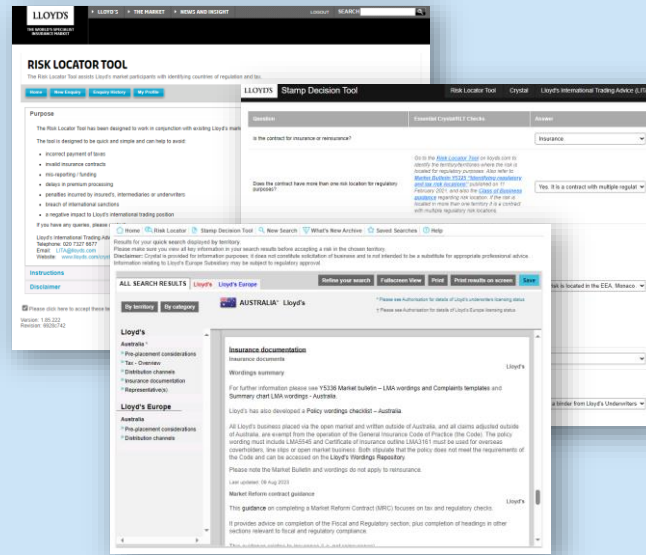 LLOYD'S
THE WORLD'S SPECIALIST
INSURANCE MARKET
LLOYD'S
THE MARKET
NEWS AND INSIGHT
LOGOUT
SEARCH
RISK LOCATOR TOOL
The Risk Locator Tool assists Lloyd's market participants with identifying countries of regulation and tax.
Home
New Enquiry
Enquiry History
My Profile
Purpose
The Risk Locator Tool has been designed to work in conjunction with existing Lloyd's
The tool is designed to be quick and simple and can help to avoid:
incorrect payment of taxes
invalid insurance contracts
mis-reporting / funding
delays in premium processing
penalties incurred by insured's, intermediaries or underwriters
breach of international sanctions
a negative impact to Lloyd's international trading position
If you have any queries, please
Lloyd's International Trading
Telephone: 020 7327 6677
Email: LITA@lloyds.com
Website:
Instructions
Disclaimer
Please click here to accept these
Version: 1.85.222
LLOYD'S
Stamp Decision Tool
Risk Locator Tool
Crystal
Lloyd's International Trading Advice (LITA
Question
Essential Crystal/RLT Checks
Answer
Is the contract for insurance or reinsurance?
Insurance.
Does the contract have more than one risk location for regulatory
purposes?
Go to the Risk Locator Tool on lloyds.com to
identify the territory/territories where the risk is
located for regulatory purposes. Also refer to
Market Bulletin Y5325 "Identifying regulatory
and tax risk locations" published on 11
February 2021, and also the Class of Business
guidance regarding risk location. If the risk is
located in more than one territory it is a contract
with multiple regulatory risk locations.
Yes. It is a contract with multiple regulat
risk is located in the EEA, Monaco
a binder from Lloyd's Underwriters
Home
Risk Locator
Stamp Decision Tool
New Search
What's New Archive
Saved Searches
Help
Results for your quick search displayed by territory.
Please make sure you view all key information in your search results before accepting a risk in the chosen territory.
Disclaimer: Crystal is provided for information purposes; it does not constitute solicitation of business and is not intended to be a substitute for appropriate professional advice.
Information relating to Lloyd's Europe Subsidiary may be subject to regulatory approval
ALL SEARCH RESULTS
Lloyd's
Lloyd's Europe
Refine your search
Fullscreen View
Print
Print results on screen
Save
By territory
By category
AUSTRALIA* Lloyd's
* Please see Authorisation for details of Lloyd's underwriters licensing status
† Please see Authorisation for details of Lloyd's Europe licensing status
Lloyd's
Australia *
Pre-placement considerations
Tax - Overview
Distribution channels
Insurance documentation
Representative(s)
Lloyd's Europe
Australia
Pre-placement considerations
Distribution channels
Insurance documentation
Insurance documents
Lloyd's
Wordings summary
For further information please see Y5336 Market bulletin – LMA wordings and Complaints templates and
Summary chart LMA wordings - Australia.
Lloyd's has also developed a Policy wordings checklist – Australia.
All Lloyd's business placed via the open market and written outside of Australia, and all claims adjusted outside
of Australia, are exempt from the operation of the General Insurance Code of Practice (the Code). The policy
wording must include LMA5545 and Certificate of Insurance outline LMA3161 must be used for overseas
coverholders, line slips or open market business. Both stipulate that the policy does not meet the requirements of
the Code and can be accessed on the Lloyd's Wordings Repository.
Please note the Market Bulletin and wordings do not apply to reinsurance.
Last updated: 08 Aug 2023
Market Reform contract guidance
Lloyd's
This guidance on completing a Market Reform Contract (MRC) focuses on tax and regulatory checks.
It provides advice on completion of the Fiscal and Regulatory section, plus completion of headings in other
sections relevant to fiscal and regulatory compliance.